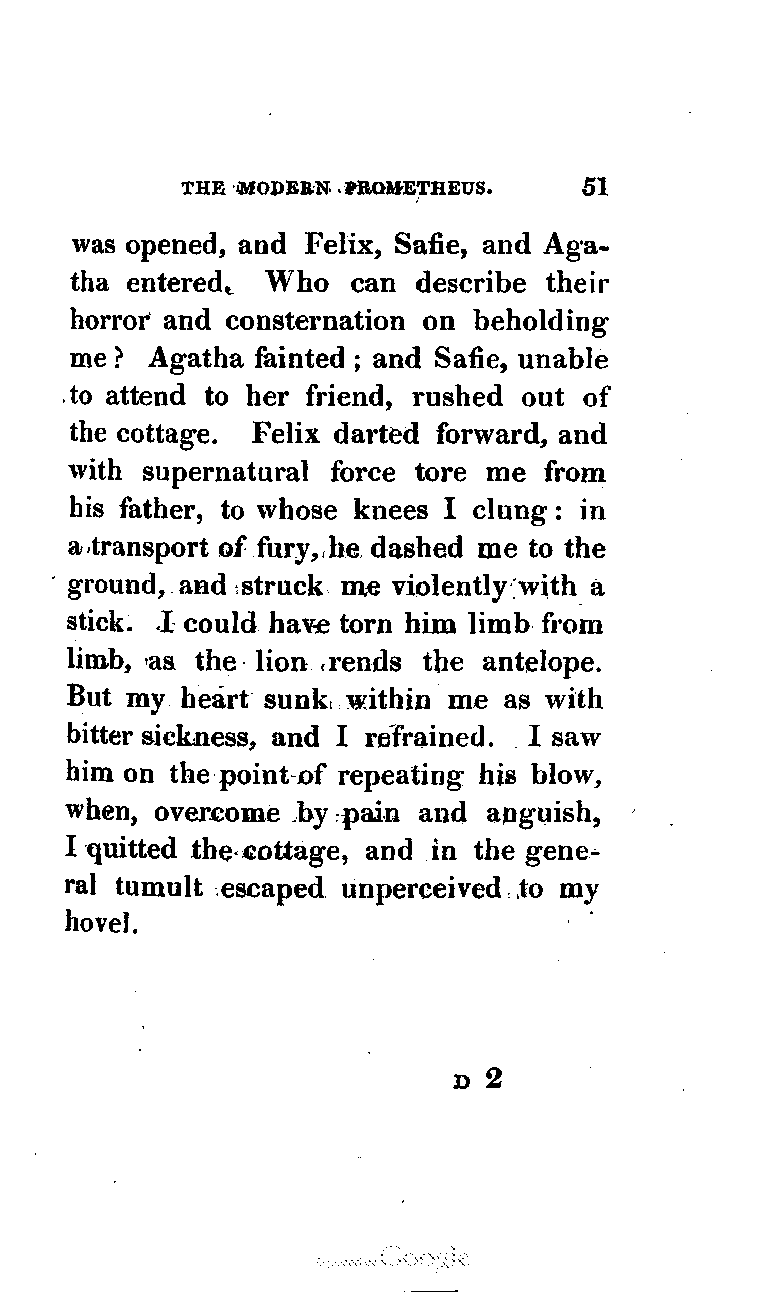 THE MODERN PROMETHEUS. 51
was opened, and Felix, Safie, and Aga-
tha entered. Who can describe their
horror and consternation on beholding
me? Agatha fainted; and Safie, unable
to attend to her friend, rushed out of
the cottage. Felix darted forward, and
with supernatural force tore me from
his father, to whose knees I clung: in
a transport of fury, he dashed me to the
ground, and struck me violently with a
stick. I could have torn him limb from
limb, as the lion rends the antelope.
But my heart sunk within me as with
bitter sickness, and I refrained. I saw
him on the point of repeating his blow,
when, overcome by pain and anguish,
I quitted the cottage, and in the gene-
ral tumult escaped unperceived to my
hovel.
D 2
Google